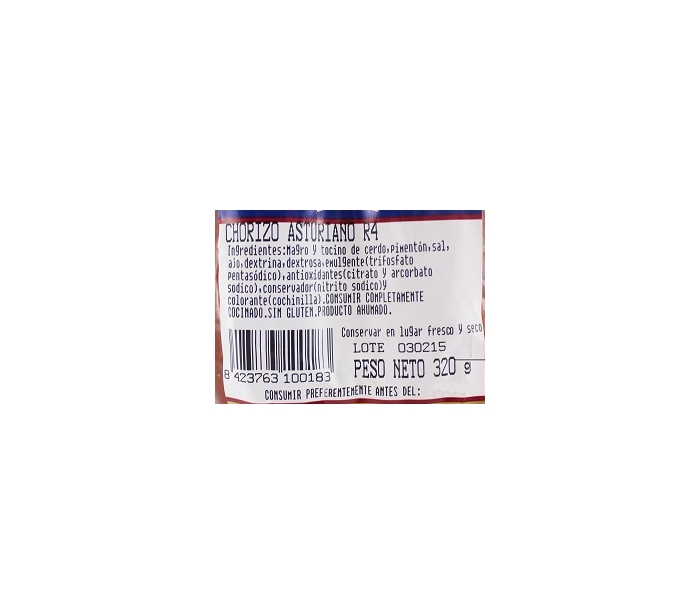 CHORIZO ASTURIANO R4
Ingredientes:Magro y tocino de cerdo,pimentón,sal,
ajo,dextrina,dextrosa,emulgente(trifosfato
pentasódico),antioxidantes(citrato y arcorbato
sodico),conservador(nitrito sodico)y
colorante(cochinilla).CONSUMIR COMPLETAMENTE
COCINADO.SIN GLUTEN.PRODUCTO AHUMADO.
Conservar en lugar fresco y seco
LOTE 030215
PESO NETO 320 g
8 423763 100183
CONSUMIR PREFERENTEMENTE ANTES DEL: